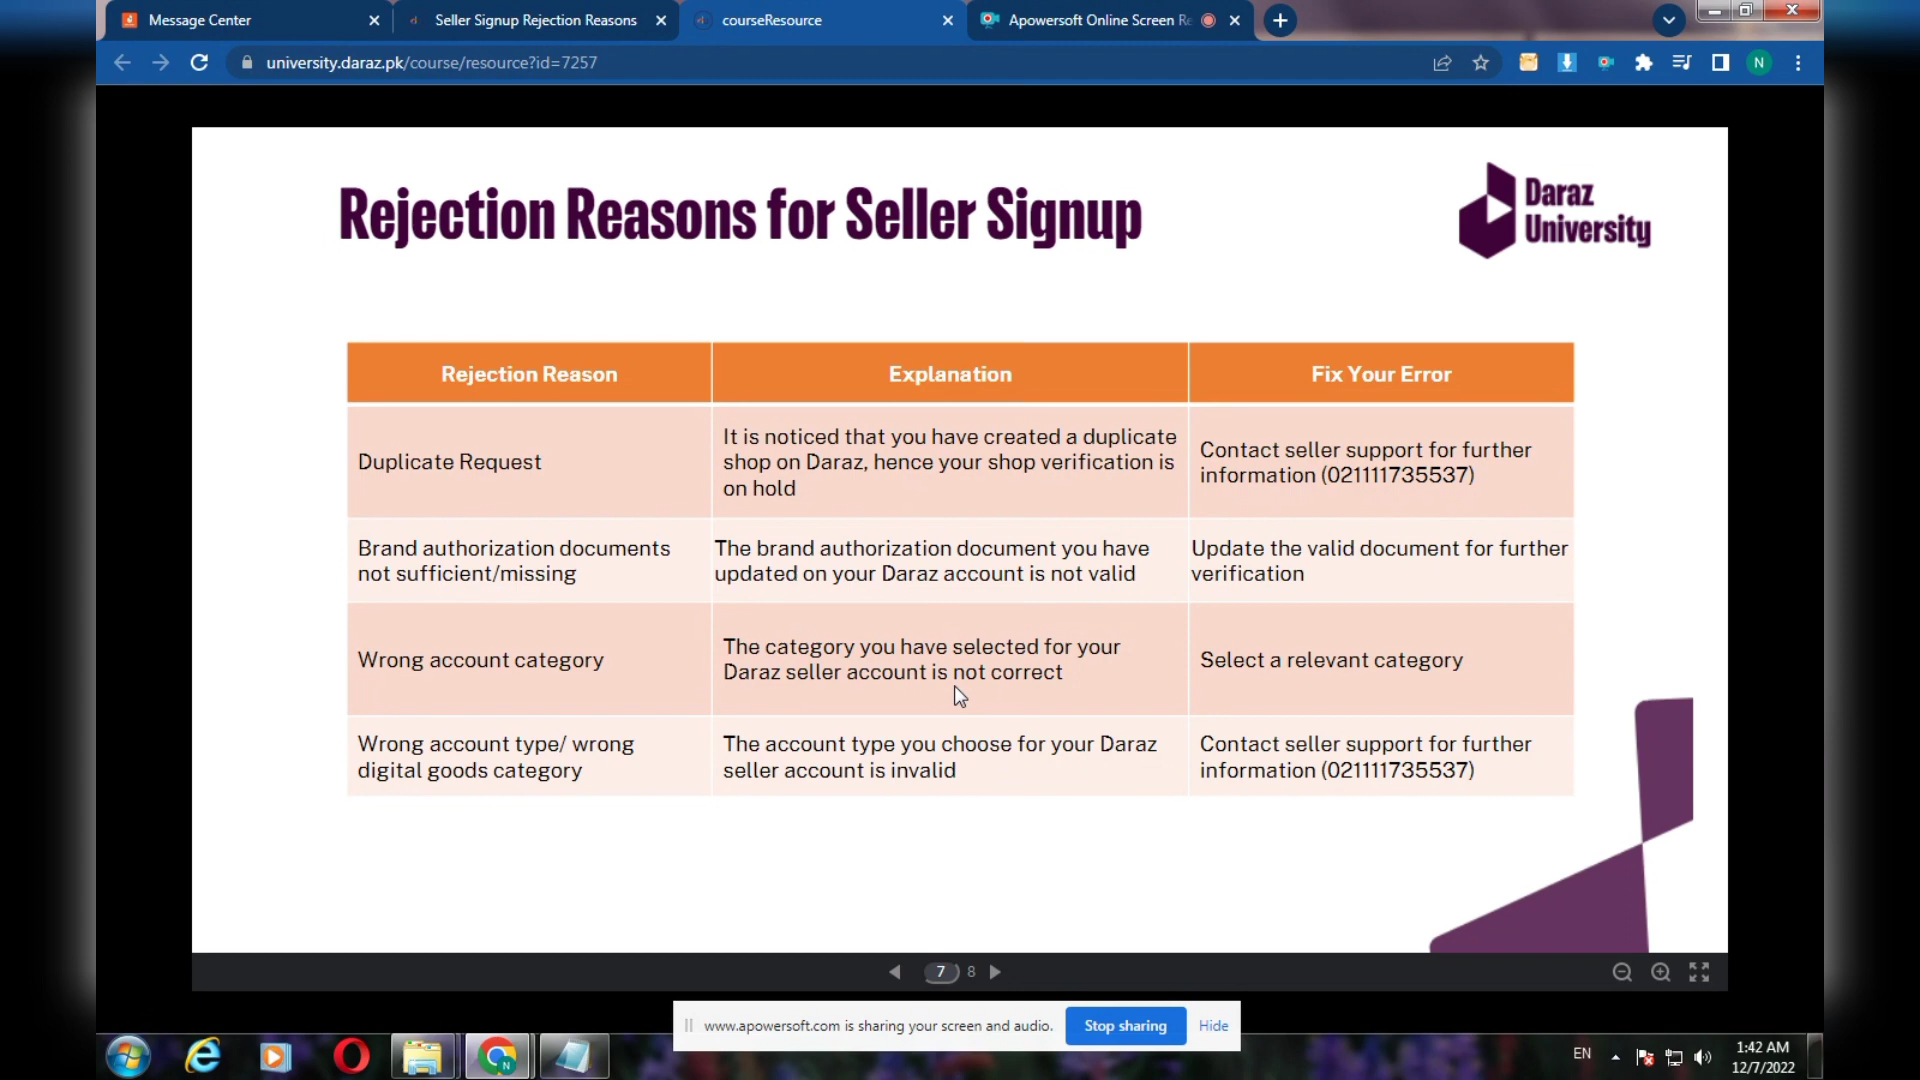 Message Center
Seller Signup Rejection Reasons
courseResource
Apowersoft Online Screen Re
university.daraz.pk/course/resource?id=7257
N
Rejection Reasons for Seller Signup
Daraz
University
Rejection Reason
Explanation
Fix Your Error
Duplicate Request
It is noticed that you have created a duplicate
shop on Daraz, hence your shop verification is
on hold
Contact seller support for further
information (021111735537)
Brand authorization documents
not sufficient/missing
The brand authorization document you have
updated on your Daraz account is not valid
Update the valid document for further
verification
Wrong account category
The category you have selected for your
Daraz seller account is not correct
Select a relevant category
Wrong account type/ wrong
digital goods category
The account type you choose for your Daraz
seller account is invalid
Contact seller support for further
information (021111735537)
7 8
www.apowersoft.com is sharing your screen and audio.
Stop sharing
Hide
N
EN
1:42 AM
12/7/2022